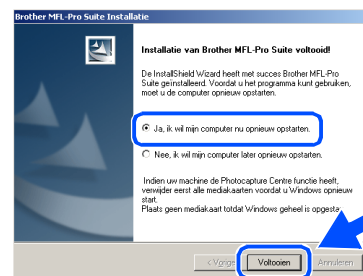 Brother MFL-Pro Suite Installatie
Installatie van Brother MFL-Pro Suite voltooid!
De InstallShield Wizard heeft met succes Brother MFL-Pro
Suite geïnstalleerd. Voordat u het programma kunt gebruiken,
moet u de computer opnieuw opstarten.
Ja, ik wil mijn computer nu opnieuw opstarten.
Nee, ik wil mijn computer later opnieuw opstarten.
Indien uw machine de Photocapture Centre functie heeft,
verwijder eerst alle mediakaarten voordat u Windows opnieuw
start.
Plaats geen mediakaart totdat Windows geheel is
< Vorige Voltooien Annuleren